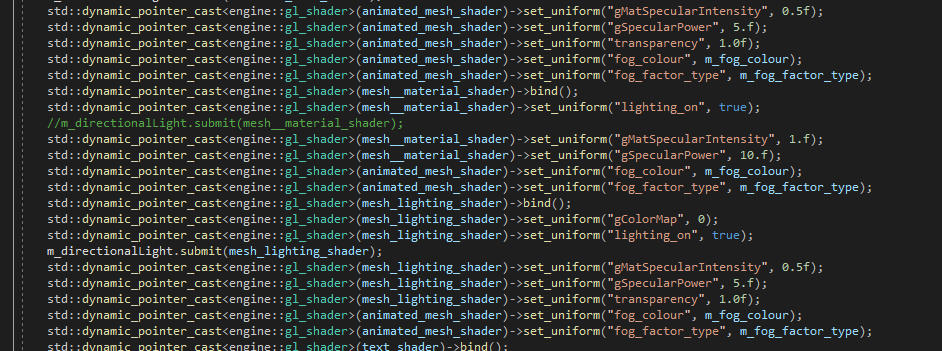 std::dynamic_pointer_cast<engine::gl_shader>(animated_mesh_shader)->set_uniform("gMatSpecularIntensity", 0.5f);
std::dynamic_pointer_cast<engine::gl_shader>(animated_mesh_shader)->set_uniform("gSpecularPower", 5.f);
std::dynamic_pointer_cast<engine::gl_shader>(animated_mesh_shader)->set_uniform("transparency", 1.0f);
std::dynamic_pointer_cast<engine::gl_shader>(animated_mesh_shader)->set_uniform("fog_colour", m_fog_colour);
std::dynamic_pointer_cast<engine::gl_shader>(animated_mesh_shader)->set_uniform("fog_factor_type", m_fog_factor_type);
std::dynamic_pointer_cast<engine::gl_shader>(mesh__material_shader)->bind();
std::dynamic_pointer_cast<engine::gl_shader>(mesh__material_shader)->set_uniform("lighting_on", true);
//m_directionalLight.submit(mesh__material_shader);
std::dynamic_pointer_cast<engine::gl_shader>(mesh__material_shader)->set_uniform("gMatSpecularIntensity", 1.f);
std::dynamic_pointer_cast<engine::gl_shader>(mesh__material_shader)->set_uniform("gSpecularPower", 10.f);
std::dynamic_pointer_cast<engine::gl_shader>(mesh__material_shader)->set_uniform("fog_colour", m_fog_colour);
std::dynamic_pointer_cast<engine::gl_shader>(mesh__material_shader)->set_uniform("fog_factor_type", m_fog_factor_type);
std::dynamic_pointer_cast<engine::gl_shader>(mesh_lighting_shader)->bind();
std::dynamic_pointer_cast<engine::gl_shader>(mesh_lighting_shader)->set_uniform("gColorMap", 0);
std::dynamic_pointer_cast<engine::gl_shader>(mesh_lighting_shader)->set_uniform("lighting_on", true);
m_directionalLight.submit(mesh_lighting_shader);
std::dynamic_pointer_cast<engine::gl_shader>(mesh_lighting_shader)->set_uniform("gMatSpecularIntensity", 0.5f);
std::dynamic_pointer_cast<engine::gl_shader>(mesh_lighting_shader)->set_uniform("gSpecularPower", 5.f);
std::dynamic_pointer_cast<engine::gl_shader>(mesh_lighting_shader)->set_uniform("transparency", 1.0f);
std::dynamic_pointer_cast<engine::gl_shader>(animated_mesh_shader)->set_uniform("fog_colour", m_fog_colour);
std::dynamic_pointer_cast<engine::gl_shader>(animated_mesh_shader)->set_uniform("fog_factor_type", m_fog_factor_type);
std::dynamic_pointer_cast<engine::gl_shader>(text_shader)->bind();